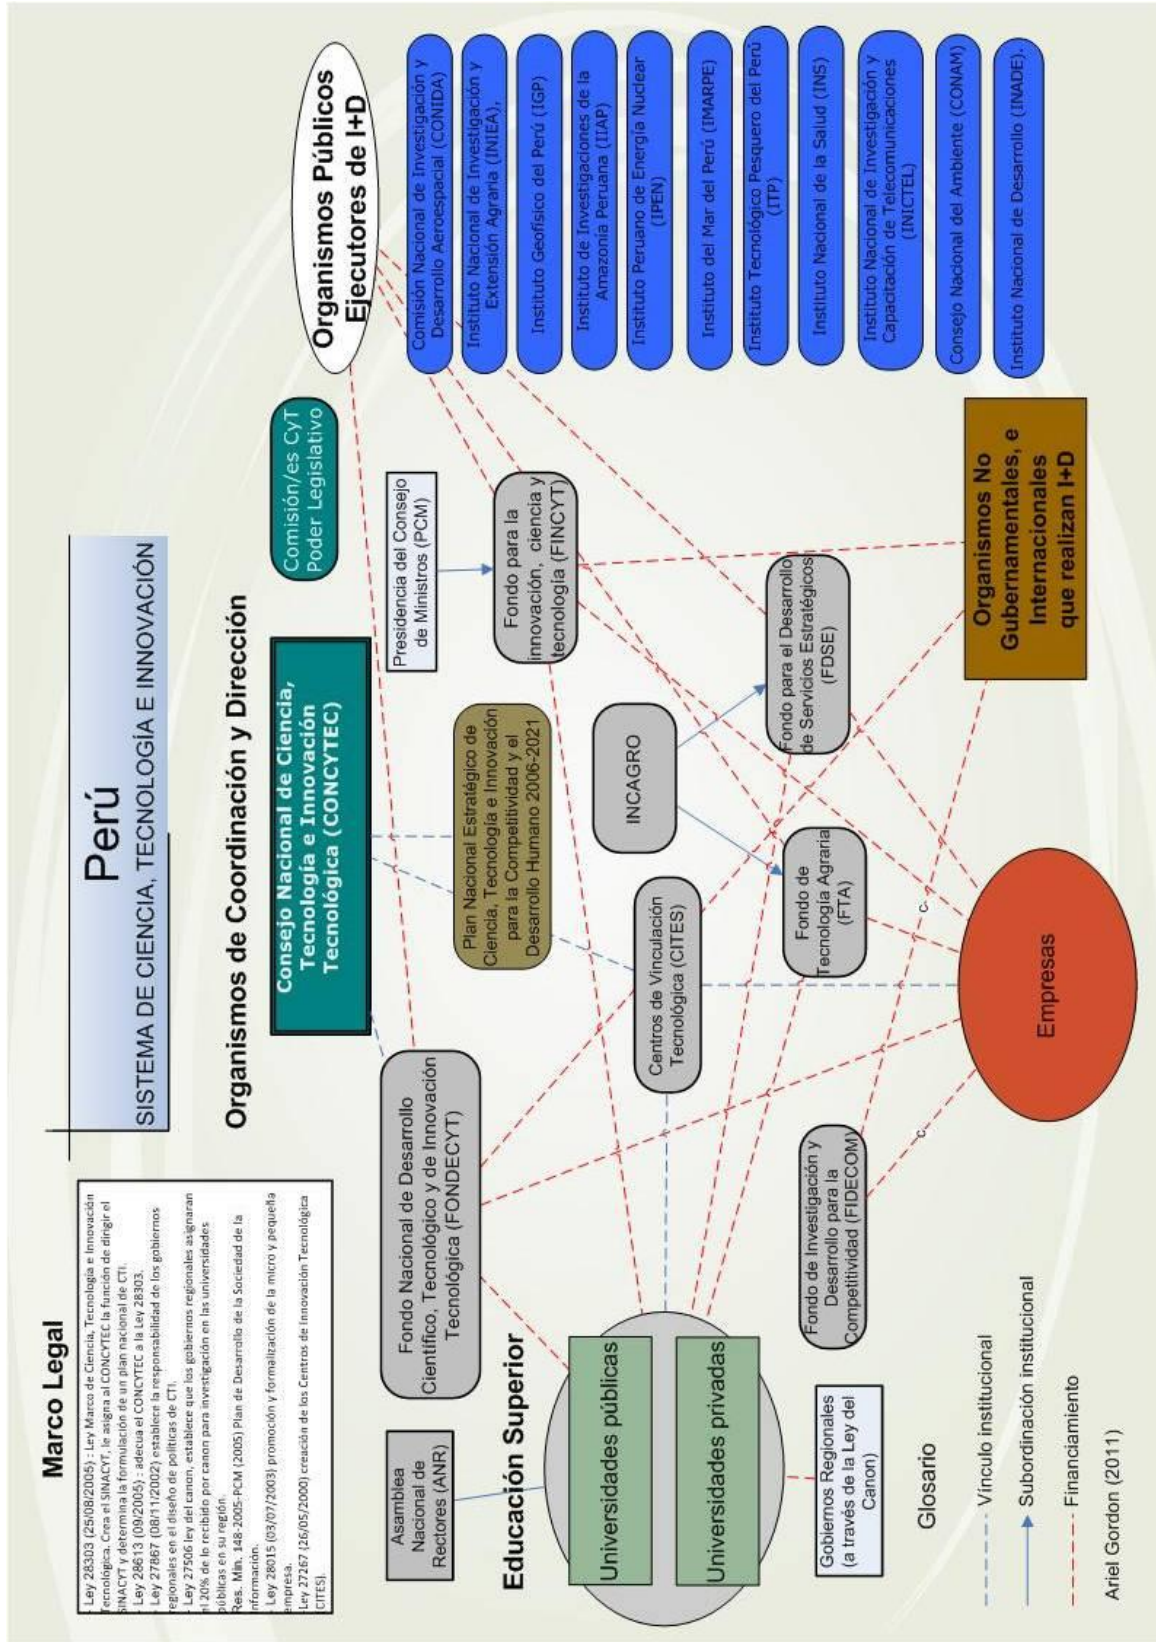 Marco Legal
- Ley 28303 (25/08/2005) : Ley Marco de Ciencia, Tecnología e Innovación
Tecnológica. Crea el SINACYT, le asigna al CONCYTEC la función de dirigir el
SINACYT y determina la formulación de un plan nacional de CTI.
- Ley 28613 (09/2005) : adecua el CONCYTEC a la Ley 28303.
- Ley 27867 (08/11/2002) establece la responsabilidad de los gobiernos
regionales en el diseño de políticas de CTI.
- Ley 27506 ley del canon, establece que los gobiernos regionales asignaran
el 20% de lo recibido por canon para investigación en las universidades
públicas en su región.
Res. Min. 148-2005-PCM (2005) Plan de Desarrollo de la Sociedad de la
Información.
- Ley 28015 (03/07/2003) promoción y formalización de la micro y pequeña
empresa.
- Ley 27267 (26/05/2000) creación de los Centros de Innovación Tecnológica
(CITES).
Perú
SISTEMA DE CIENCIA, TECNOLOGÍA E INNOVACIÓN
Organismos de Coordinación y Dirección
Consejo Nacional de Ciencia,
Tecnología e Innovación
Tecnológica (CONCYTEC)
Comisión/es CyT
Poder Legislativo
Organismos Públicos
Ejecutores de I+D
Asamblea
Nacional de
Rectores (ANR)
Fondo Nacional de Desarrollo
Científico, Tecnológico y de Innovación
Tecnológica (FONDECYT)
Plan Nacional Estratégico de
Ciencia, Tecnología e Innovación
para la Competitividad y el
Desarrollo Humano 2006-2021
Presidencia del Consejo
de Ministros (PCM)
Fondo para la
innovación, ciencia y
tecnología (FINCYT)
Comisión Nacional de Investigación y
Desarrollo Aeroespacial (CONIDA)
Instituto Nacional de Investigación y
Extensión Agraria (INIEA),
Instituto Geofísico del Perú (IGP)
Instituto de Investigaciones de la
Amazonía Peruana (IIAP)
Instituto Peruano de Energía Nuclear
(IPEN)
Instituto del Mar del Perú (IMARPE)
Instituto Tecnológico Pesquero del Perú
(ITP)
Instituto Nacional de la Salud (INS)
Instituto Nacional de Investigación y
Capacitación de Telecomunicaciones
(INICTEL)
Consejo Nacional del Ambiente (CONAM)
Instituto Nacional de Desarrollo (INADE).
Educación Superior
Universidades públicas
Universidades privadas
Centros de Vinculación
Tecnológica (CITES)
INCAGRO
Fondo de
Tecnología Agraria
(FTA)
Fondo para el Desarrollo
de Servicios Estratégicos
(FDSE)
Gobiernos Regionales
(a través de la Ley del
Canon)
Fondo de Investigación y
Desarrollo para la
Competitividad (FIDECOM)
C
C
Empresas
Organismos No
Gubernamentales, e
Internacionales
que realizan I+D
Glosario
Vínculo institucional
Subordinación institucional
Financiamiento
Ariel Gordon (2011)